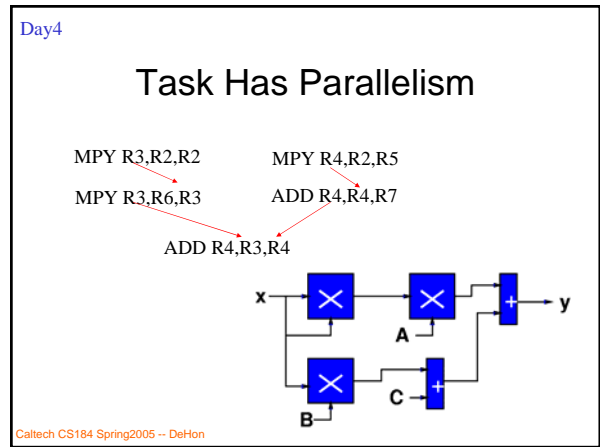 Day4
Task Has Parallelism
MPY R3,R2,R2 MPY R4,R2,R5
MPY R3,R6,R3 ADD R4,R4,R7
ADD R4,R3,R4
x
A
+
y
B
C
+
Caltech CS184 Spring2005 -- DeHon